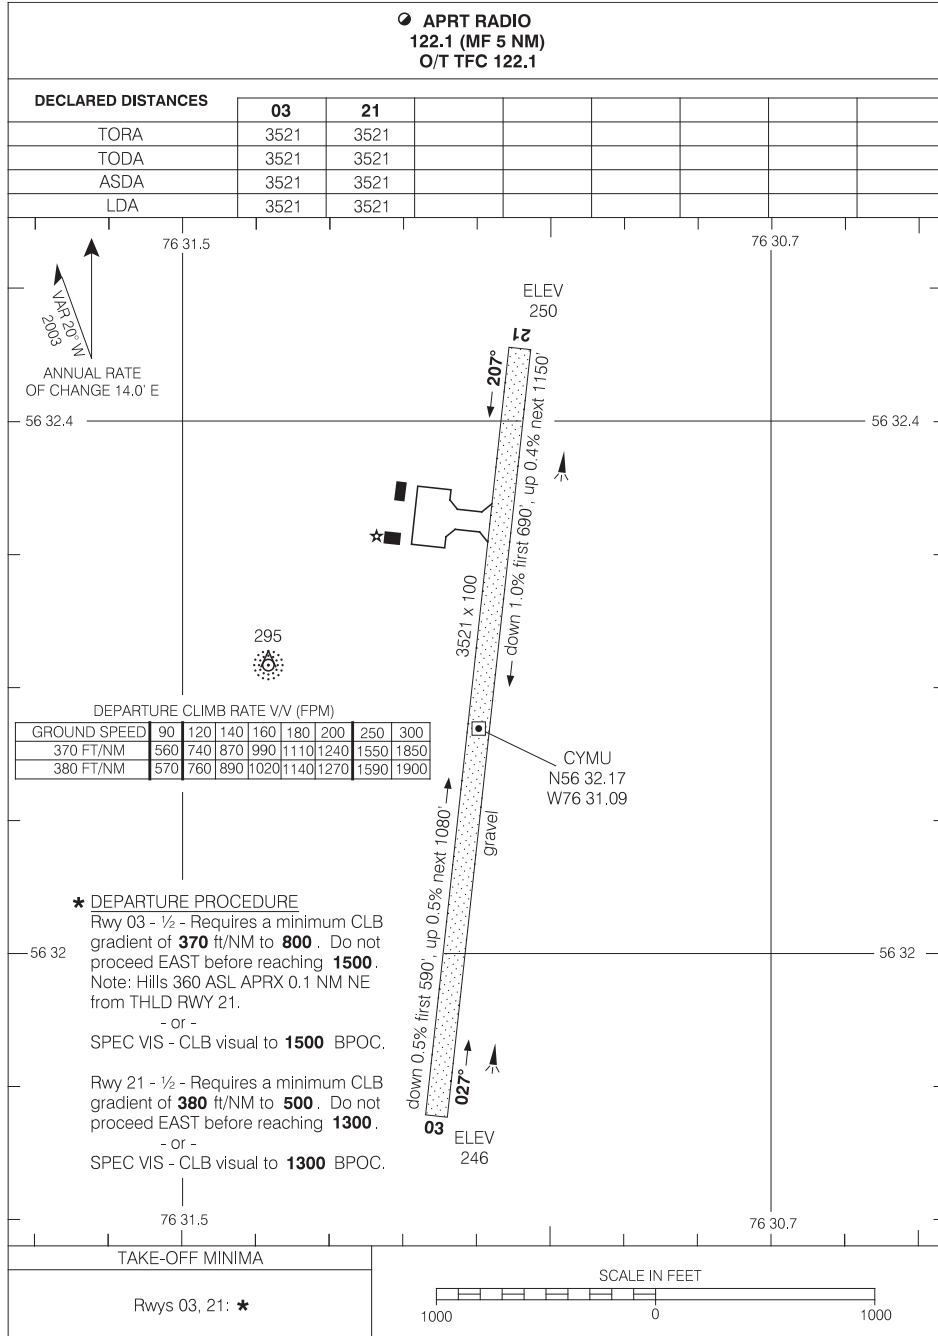 APRT RADIO
122.1 (MF 5 NM)
O/T TFC 122.1
DECLARED DISTANCES 03 21
TORA 3521 3521
TODA 3521 3521
ASDA 3521 3521
LDA 3521 3521
76 31.5 76 30.7
VAR 20° W
2003
ANNUAL RATE
OF CHANGE 14.0' E
ELEV
250
21
207°
56 32.4 56 32.4
down 1.0% first 690', up 0.4% next 1150'
3521 x 100
295
DEPARTURE CLIMB RATE V/V (FPM)
GROUND SPEED 90 120 140 160 180 200 250 300
370 FT/NM 560 740 870 990 1110 1240 1550 1850
380 FT/NM 570 760 890 1020 1140 1270 1590 1900
CYMU
N56 32.17
W76 31.09
gravel
down 0.5% first 590', up 0.5% next 1080'
* DEPARTURE PROCEDURE
Rwy 03 - ½ - Requires a minimum CLB
gradient of 370 ft/NM to 800 . Do not
proceed EAST before reaching 1500 .
Note: Hills 360 ASL APRX 0.1 NM NE
from THLD RWY 21.
- or -
SPEC VIS - CLB visual to 1500 BPOC.
Rwy 21 - ½ - Requires a minimum CLB
gradient of 380 ft/NM to 500 . Do not
proceed EAST before reaching 1300 .
- or -
SPEC VIS - CLB visual to 1300 BPOC.
56 32 56 32
027°
03
ELEV
246
76 31.5 76 30.7
TAKE-OFF MINIMA
Rwys 03, 21: *
SCALE IN FEET
1000 0 1000